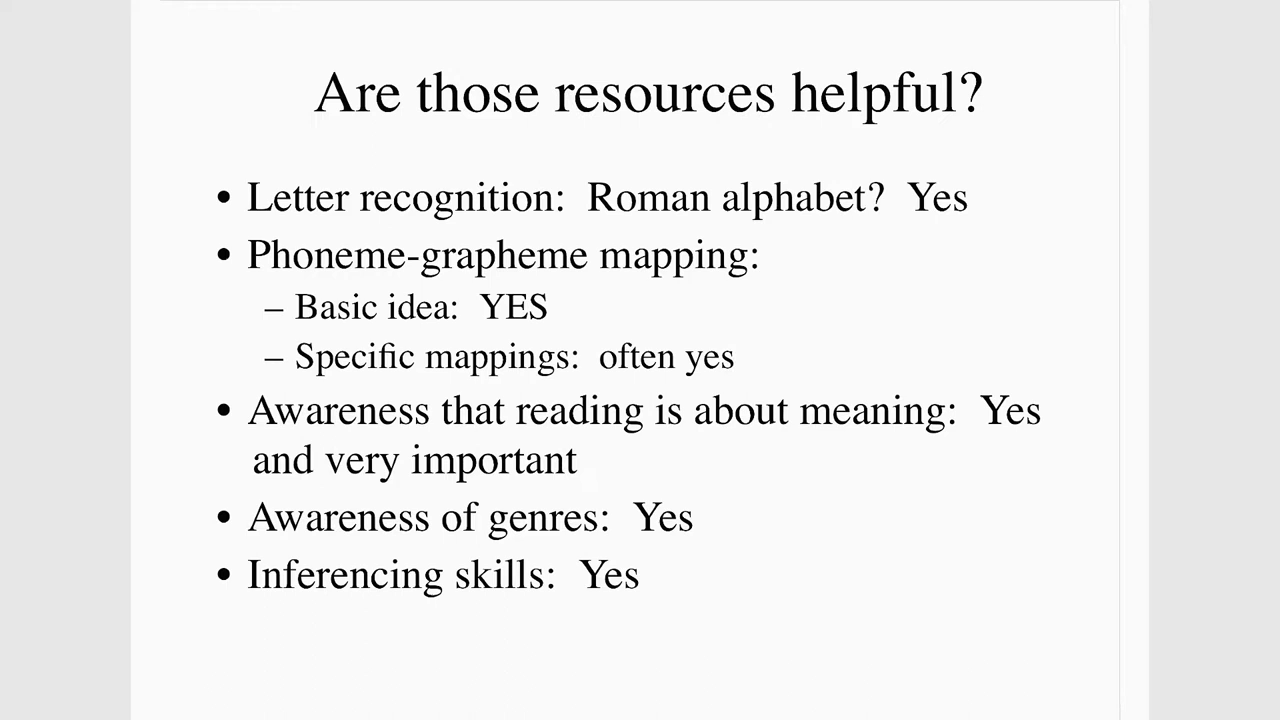 Are those resources helpful?
• Letter recognition: Roman alphabet? Yes
• Phoneme-grapheme mapping:
– Basic idea: YES
– Specific mappings: often yes
• Awareness that reading is about meaning: Yes
and very important
• Awareness of genres: Yes
• Inferencing skills: Yes